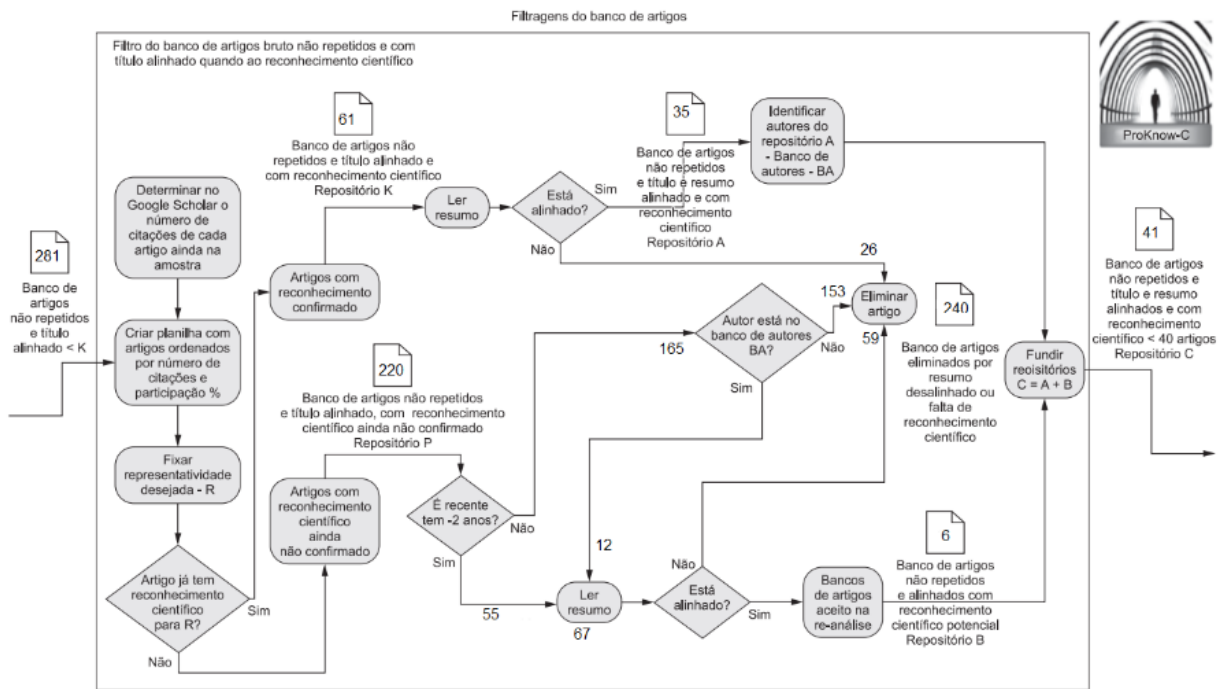 Filtragens do banco de artigos
Filtro do banco de artigos bruto não repetidos e com
título alinhado quando ao reconhecimento científico
ProKnow-C
281
Banco de
artigos
não repetidos
e título
alinhado < K
Determinar no
Google Scholar o
número de
citações de cada
artigo ainda na
amostra
Criar planilha com
artigos ordenados
por número de
citações e
participação %
Fixar
representatividade
desejada - R
Artigo já tem
reconhecimento
científico
para R?
Sim
Não
Artigos com
reconhecimento
confirmado
61
Banco de artigos não
repetidos e título alinhado e
com reconhecimento científico
Repositório K
Ler
resumo
Está
alinhado?
Sim
Não
35
Banco de artigos
não repetidos
e título e resumo
alinhado e com
reconhecimento
científico
Repositório A
Identificar
autores do
repositório A
- Banco de
autores - BA
26
Eliminar
artigo
153
59
Artigos com
reconhecimento
científico
ainda
não confirmado
220
Banco de artigos não repetidos
e título alinhado, com reconhecimento
científico ainda não confirmado
Repositório P
É recente
tem -2 anos?
Não
Sim
165
Autor está no
banco de autores
BA?
Não
Sim
240
Banco de artigos
eliminados por
resumo
desalinhado ou
falta de
reconhecimento
científico
55
12
Ler
resumo
67
Está
alinhado?
Não
Sim
Bancos
de artigos
aceito na
re-análise
6
Banco de artigos
não repetidos
e alinhados com
reconhecimento
científico potencial
Repositório B
Fundir
reoisitórios
C = A + B
41
Banco de artigos
não repetidos e
título e resumo
alinhados e com
reconhecimento
científico < 40 artigos
Repositório C